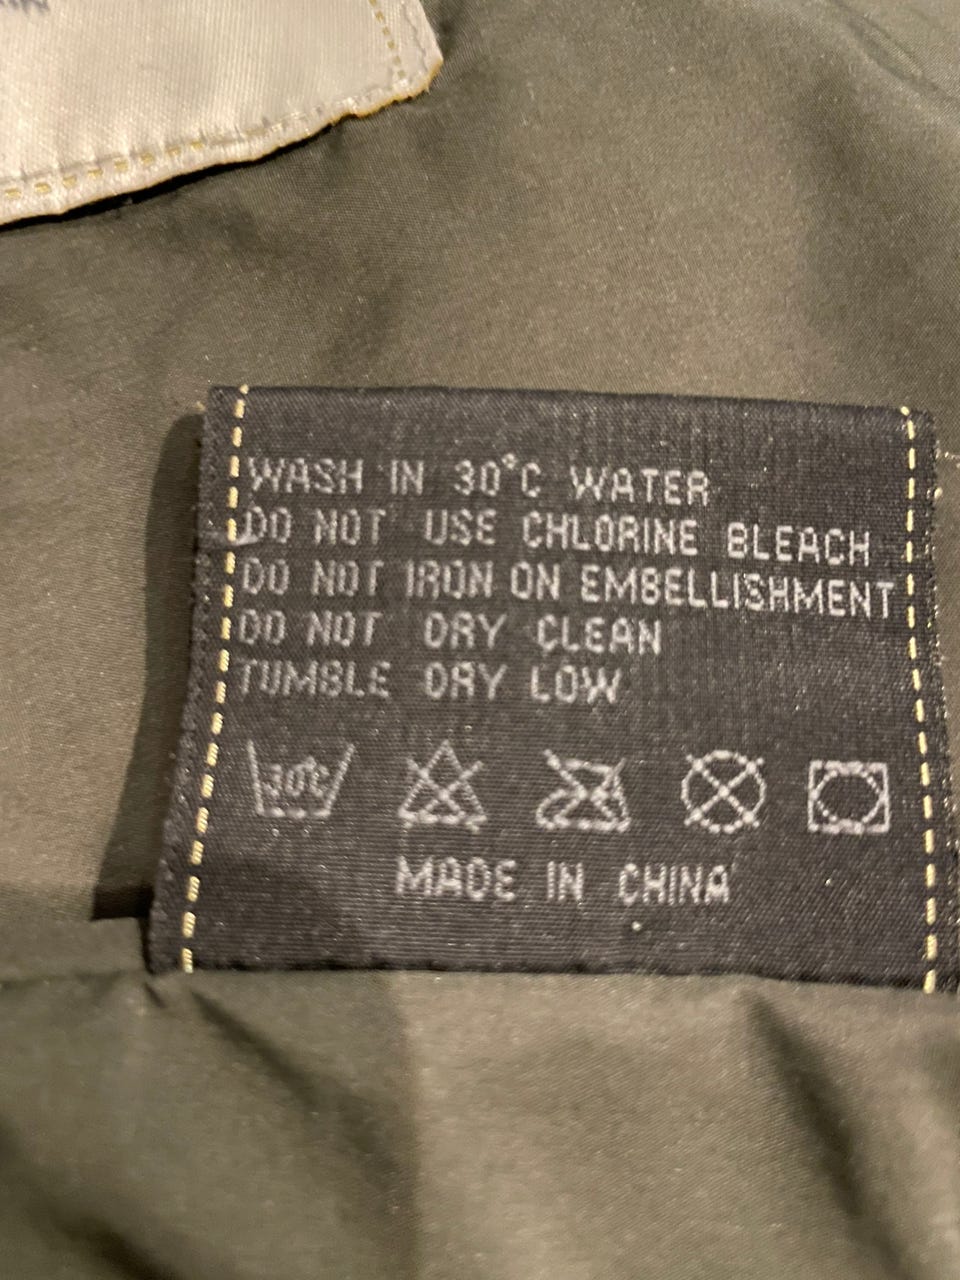 WASH IN 30°C WATER
DO NOT USE CHLORINE BLEACH
DO NOT IRON ON EMBELLISHMENT
DO NOT DRY CLEAN
TUMBLE DRY LOW
30°C
MADE IN CHINA